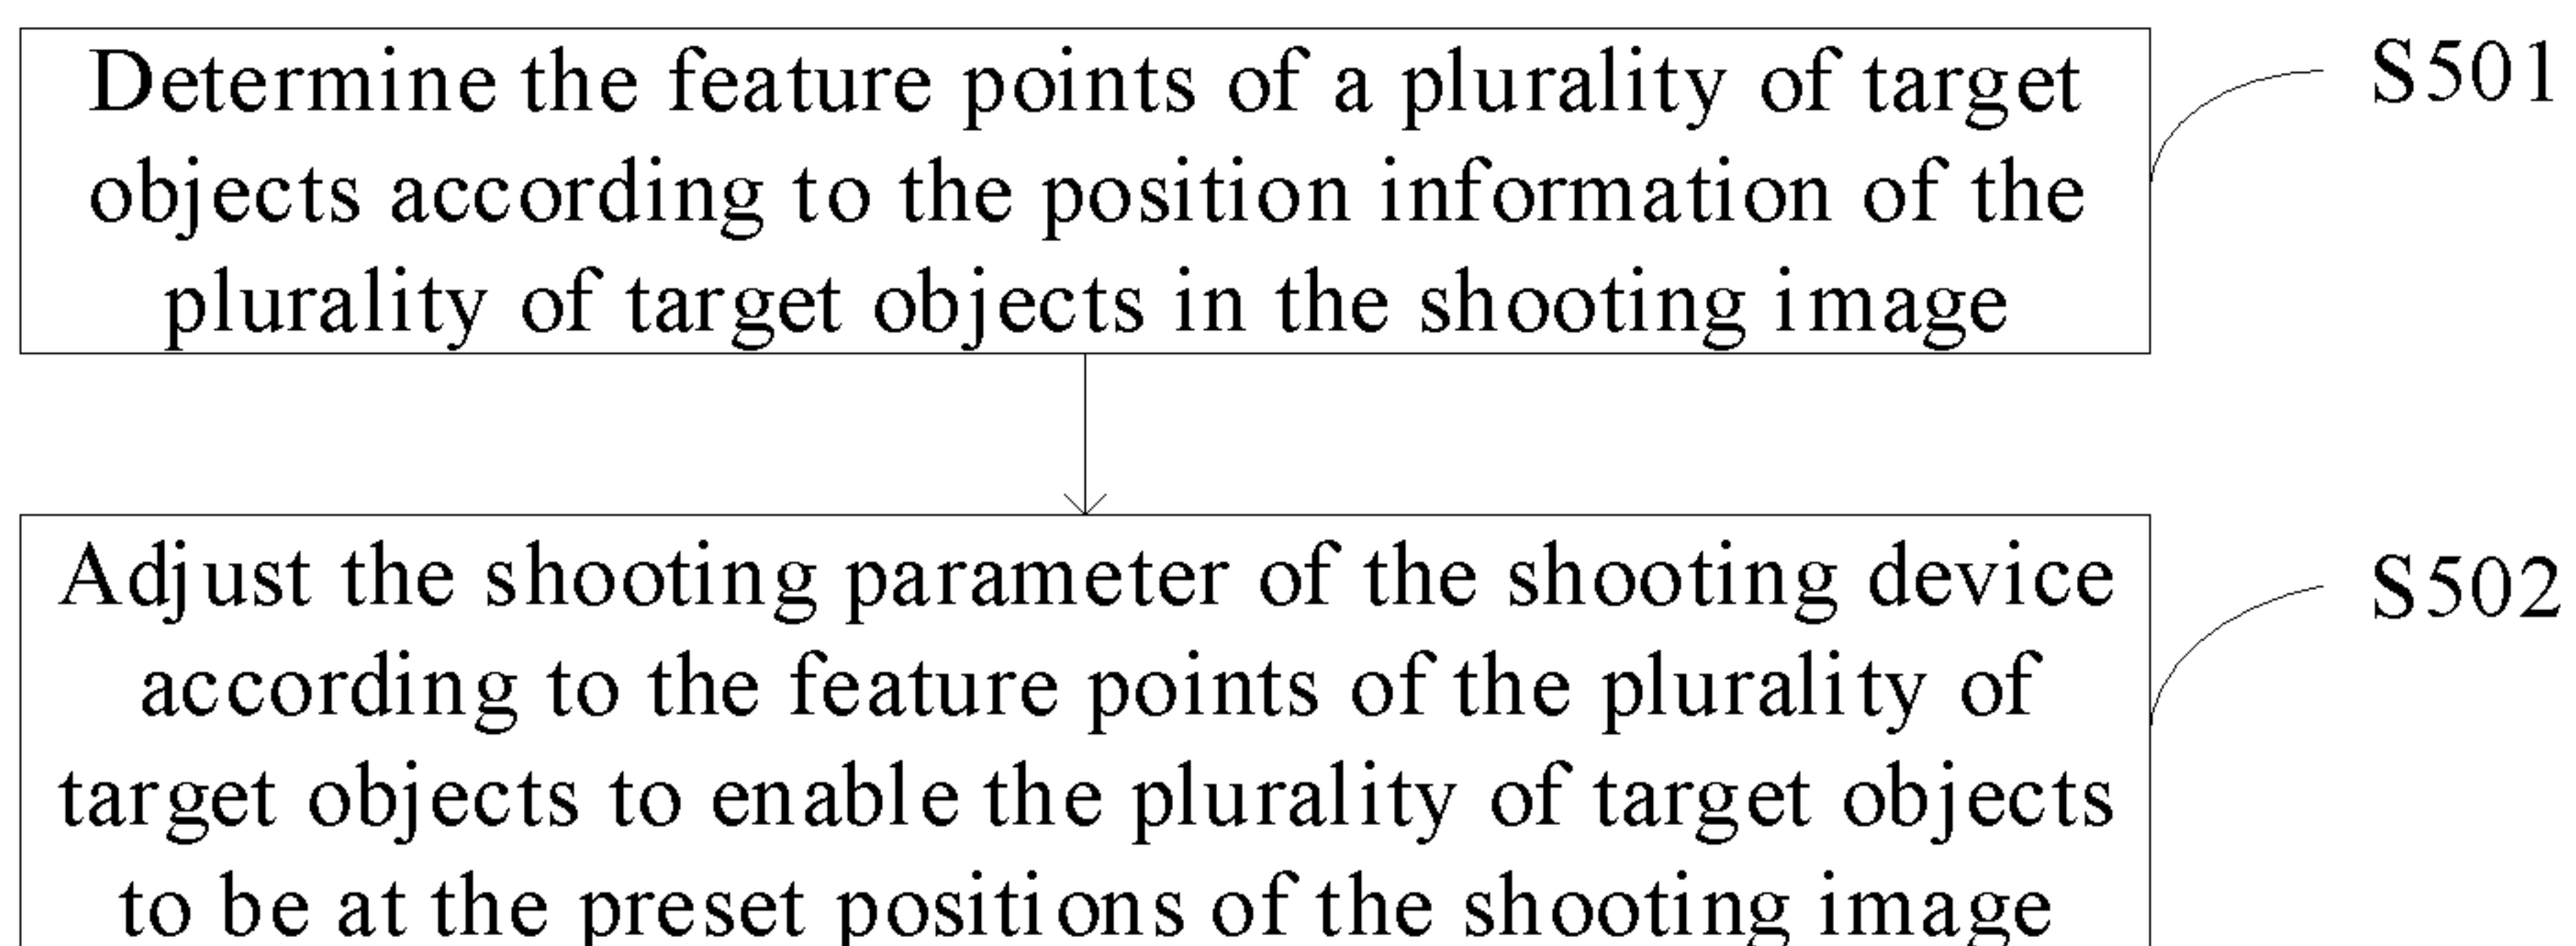 Determine the feature points of a plurality of target
objects according to the position information of the
plurality of target objects in the shooting image
S501
Adjust the shooting parameter of the shooting device
according to the feature points of the plurality of
target objects to enable the plurality of target objects
to be at the preset positions of the shooting image
S502